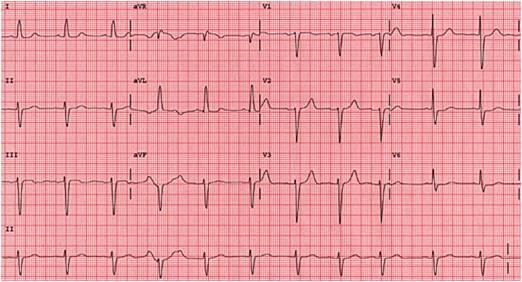 I aVR V1 V4
II aVL V2 V5
III aVF V3 V6
II